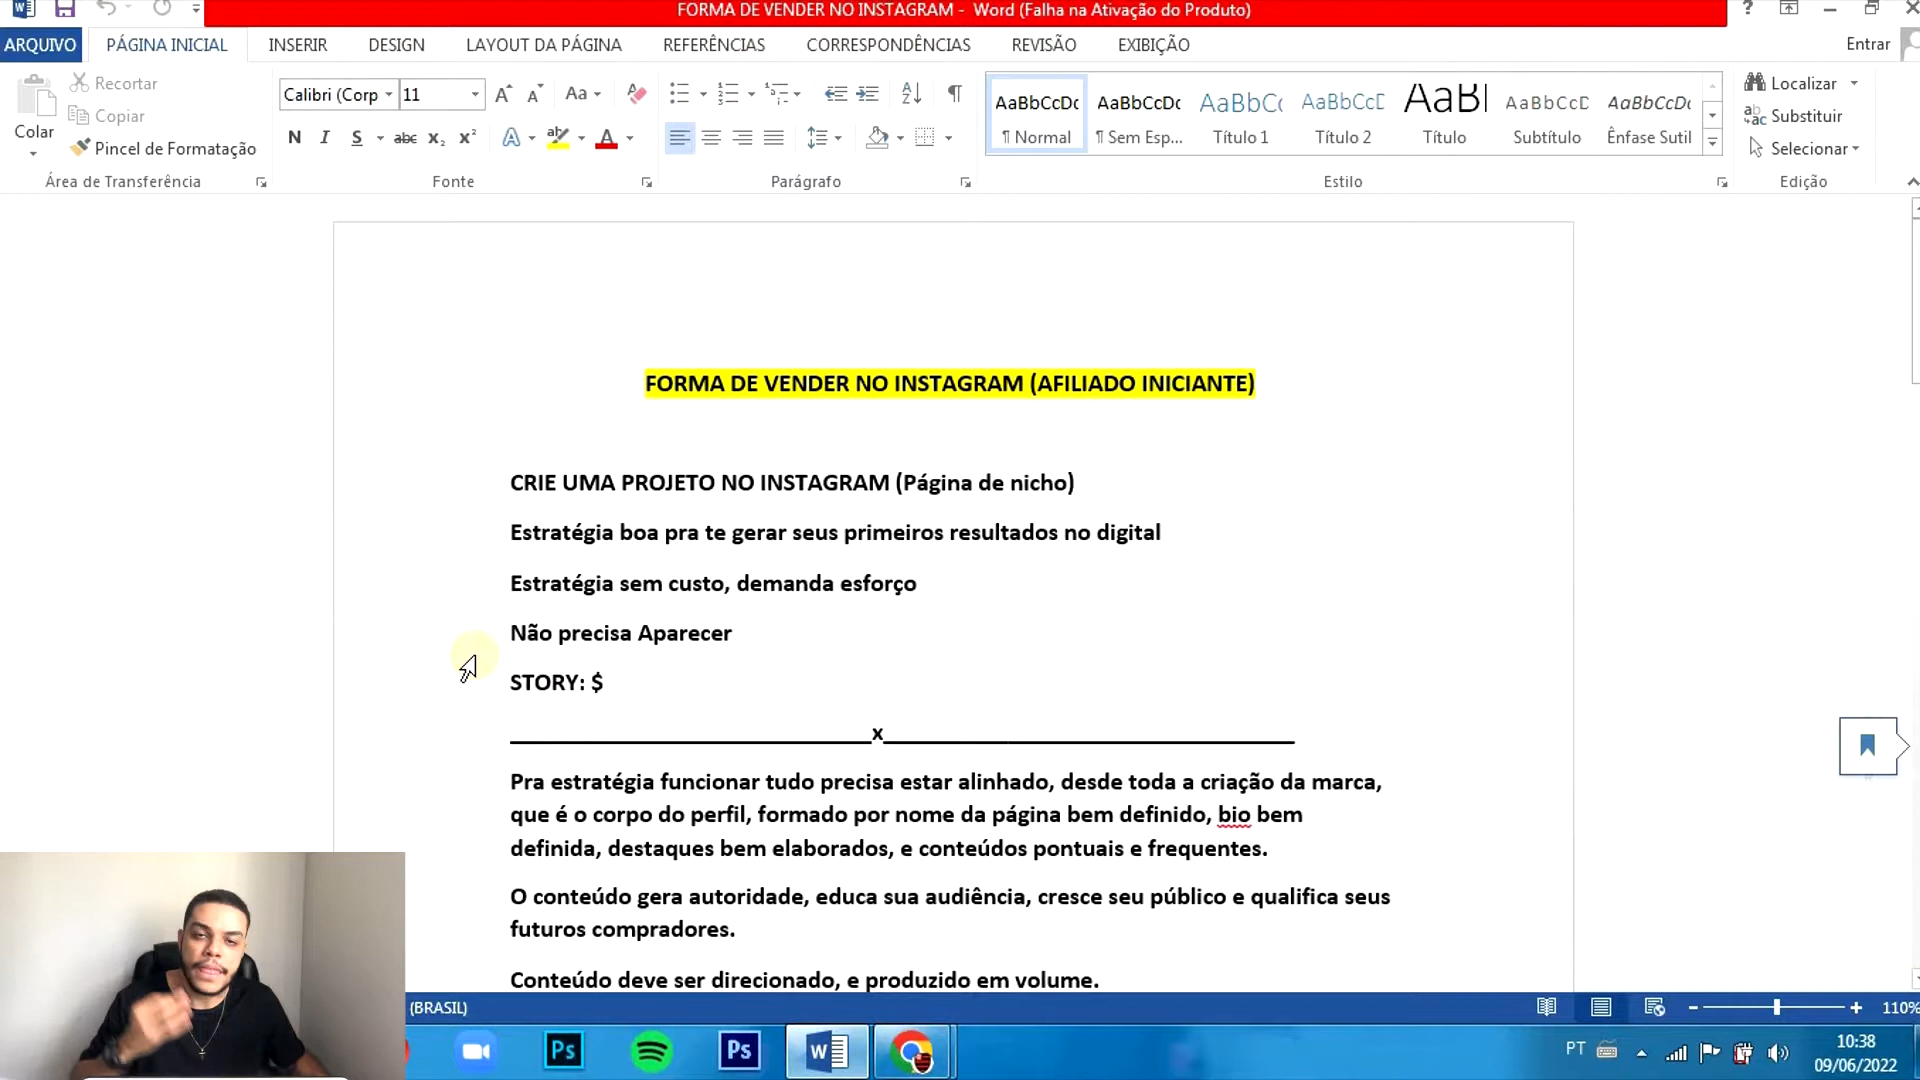 FORMA DE VENDER NO INSTAGRAM - Word (Falha na Ativação do Produto)
ARQUIVO PÁGINA INICIAL INSERIR DESIGN LAYOUT DA PÁGINA REFERÊNCIAS CORRESPONDÊNCIAS REVISÃO EXIBIÇÃO Entrar
Colar
Recortar
Copiar
Pincel de Formatação
Área de Transferência
Calibri (Corp 11
Aa
N I S abc x₂ x² A ab A
Fonte
Parágrafo
AaBbCcDc AaBbCcDc AaBbCc AaBbCcD AaBl AaBbCcD AaBbCcDc
¶ Normal ¶ Sem Esp... Título 1 Título 2 Título Subtítulo Ênfase Sutil
Estilo
Localizar
Substituir
Selecionar
Edição
FORMA DE VENDER NO INSTAGRAM (AFILIADO INICIANTE)
CRIE UMA PROJETO NO INSTAGRAM (Página de nicho)
Estratégia boa pra te gerar seus primeiros resultados no digital
Estratégia sem custo, demanda esforço
Não precisa Aparecer
STORY: $
______________________________x__________________________________
Pra estratégia funcionar tudo precisa estar alinhado, desde toda a criação da marca,
que é o corpo do perfil, formado por nome da página bem definido, bio bem
definida, destaques bem elaborados, e conteúdos pontuais e frequentes.
O conteúdo gera autoridade, educa sua audiência, cresce seu público e qualifica seus
futuros compradores.
Conteúdo deve ser direcionado, e produzido em volume.
(BRASIL)
110%
Ps Ps W
PT
10:38
09/06/2022